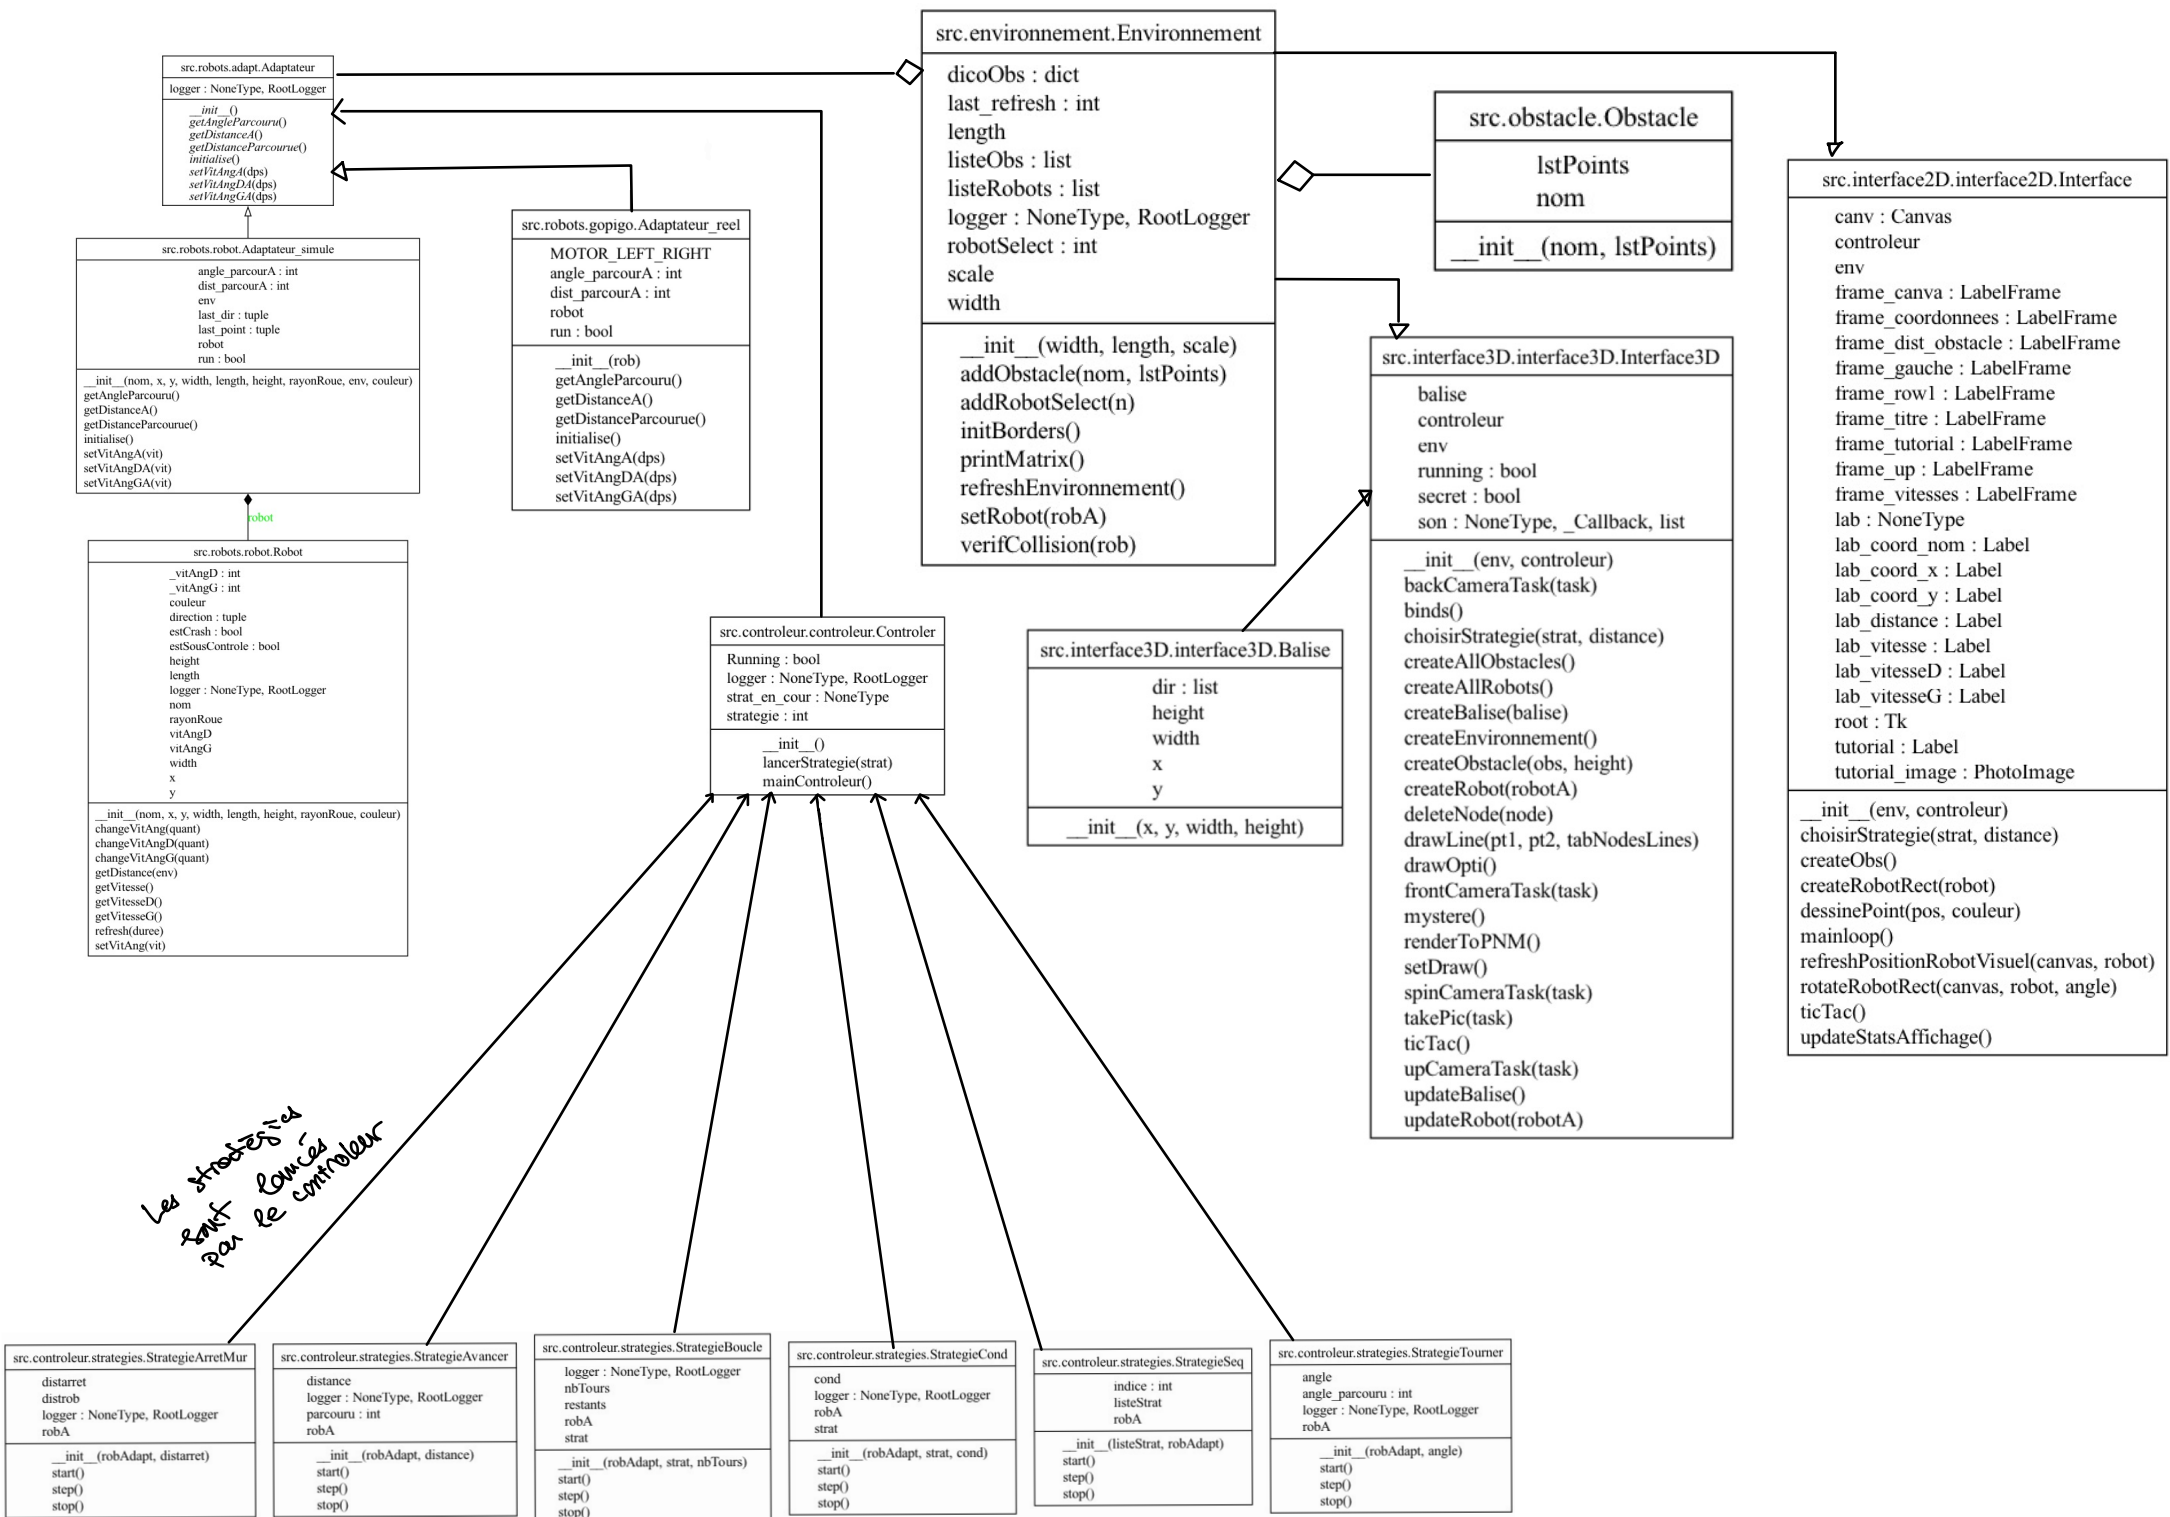 src.robots.adapt.Adaptateur
logger : NoneType, RootLogger
__init__()
getAngleParcouru()
getDistanceA()
getDistanceParcourue()
initialise()
setVitAngA(dps)
setVitAngDA(dps)
setVitAngGA(dps)
src.robots.robot.Adaptateur_simule
angle_parcourA : int
dist_parcourA : int
env
last_dir : tuple
last_point : tuple
robot
run : bool
__init__(nom, x, y, width, length, height, rayonRoue, env, couleur)
getAngleParcouru()
getDistanceA()
getDistanceParcourue()
initialise()
setVitAngA(vit)
setVitAngDA(vit)
setVitAngGA(vit)
robot
src.robots.robot.Robot
_vitAngD : int
_vitAngG : int
couleur
direction : tuple
estCrash : bool
estSousControle : bool
height
length
logger : NoneType, RootLogger
nom
rayonRoue
vitAngD
vitAngG
width
x
y
__init__(nom, x, y, width, length, height, rayonRoue, couleur)
changeVitAng(quant)
changeVitAngD(quant)
changeVitAngG(quant)
getDistance(env)
getVitesse()
getVitesseD()
getVitesseG()
refresh(duree)
setVitAng(vit)
src.robots.gopigo.Adaptateur_reel
MOTOR_LEFT_RIGHT
angle_parcourA : int
dist_parcourA : int
robot
run : bool
__init__(rob)
getAngleParcouru()
getDistanceA()
getDistanceParcourue()
initialise()
setVitAngA(dps)
setVitAngDA(dps)
setVitAngGA(dps)
src.environnement.Environnement
dicoObs : dict
last_refresh : int
length
listeObs : list
listeRobots : list
logger : NoneType, RootLogger
robotSelect : int
scale
width
__init__(width, length, scale)
addObstacle(nom, lstPoints)
addRobotSelect(n)
initBorders()
printMatrix()
refreshEnvironnement()
setRobot(robA)
verifCollision(rob)
src.obstacle.Obstacle
lstPoints
nom
__init__(nom, lstPoints)
src.interface2D.interface2D.Interface
canv : Canvas
controleur
env
frame_canva : LabelFrame
frame_coordonnees : LabelFrame
frame_dist_obstacle : LabelFrame
frame_gauche : LabelFrame
frame_row1 : LabelFrame
frame_titre : LabelFrame
frame_tutorial : LabelFrame
frame_up : LabelFrame
frame_vitesses : LabelFrame
lab : NoneType
lab_coord_nom : Label
lab_coord_x : Label
lab_coord_y : Label
lab_distance : Label
lab_vitesse : Label
lab_vitesseD : Label
lab_vitesseG : Label
root : Tk
tutorial : Label
tutorial_image : PhotoImage
__init__(env, controleur)
choisirStrategie(strat, distance)
createObs()
createRobotRect(robot)
dessinePoint(pos, couleur)
mainloop()
refreshPositionRobotVisuel(canvas, robot)
rotateRobotRect(canvas, robot, angle)
ticTac()
updateStatsAffichage()
src.interface3D.interface3D.Interface3D
balise
controleur
env
running : bool
secret : bool
son : NoneType, _Callback, list
__init__(env, controleur)
backCameraTask(task)
binds()
choisirStrategie(strat, distance)
createAllObstacles()
createAllRobots()
createBalise(balise)
createEnvironnement()
createObstacle(obs, height)
createRobot(robotA)
deleteNode(node)
drawLine(pt1, pt2, tabNodesLines)
drawOpti()
frontCameraTask(task)
mystere()
renderToPNM()
setDraw()
spinCameraTask(task)
takePic(task)
ticTac()
upCameraTask(task)
updateBalise()
updateRobot(robotA)
src.interface3D.interface3D.Balise
dir : list
height
width
x
y
__init__(x, y, width, height)
src.controleur.controleur.Controler
Running : bool
logger : NoneType, RootLogger
strat_en_cour : NoneType
strategie : int
__init__()
lancerStrategie(strat)
mainControleur()
Les stratégies
sont lancés
par le controleur
src.controleur.strategies.StrategieArretMur
distarret
distrob
logger : NoneType, RootLogger
robA
__init__(robAdapt, distarret)
start()
step()
stop()
src.controleur.strategies.StrategieAvancer
distance
logger : NoneType, RootLogger
parcouru : int
robA
__init__(robAdapt, distance)
start()
step()
stop()
src.controleur.strategies.StrategieBoucle
logger : NoneType, RootLogger
nbTours
restants
robA
strat
__init__(robAdapt, strat, nbTours)
start()
step()
stop()
src.controleur.strategies.StrategieCond
cond
logger : NoneType, RootLogger
robA
strat
__init__(robAdapt, strat, cond)
start()
step()
stop()
src.controleur.strategies.StrategieSeq
indice : int
listeStrat
robA
__init__(listeStrat, robAdapt)
start()
step()
stop()
src.controleur.strategies.StrategieTourner
angle
angle_parcouru : int
logger : NoneType, RootLogger
robA
__init__(robAdapt, angle)
start()
step()
stop()